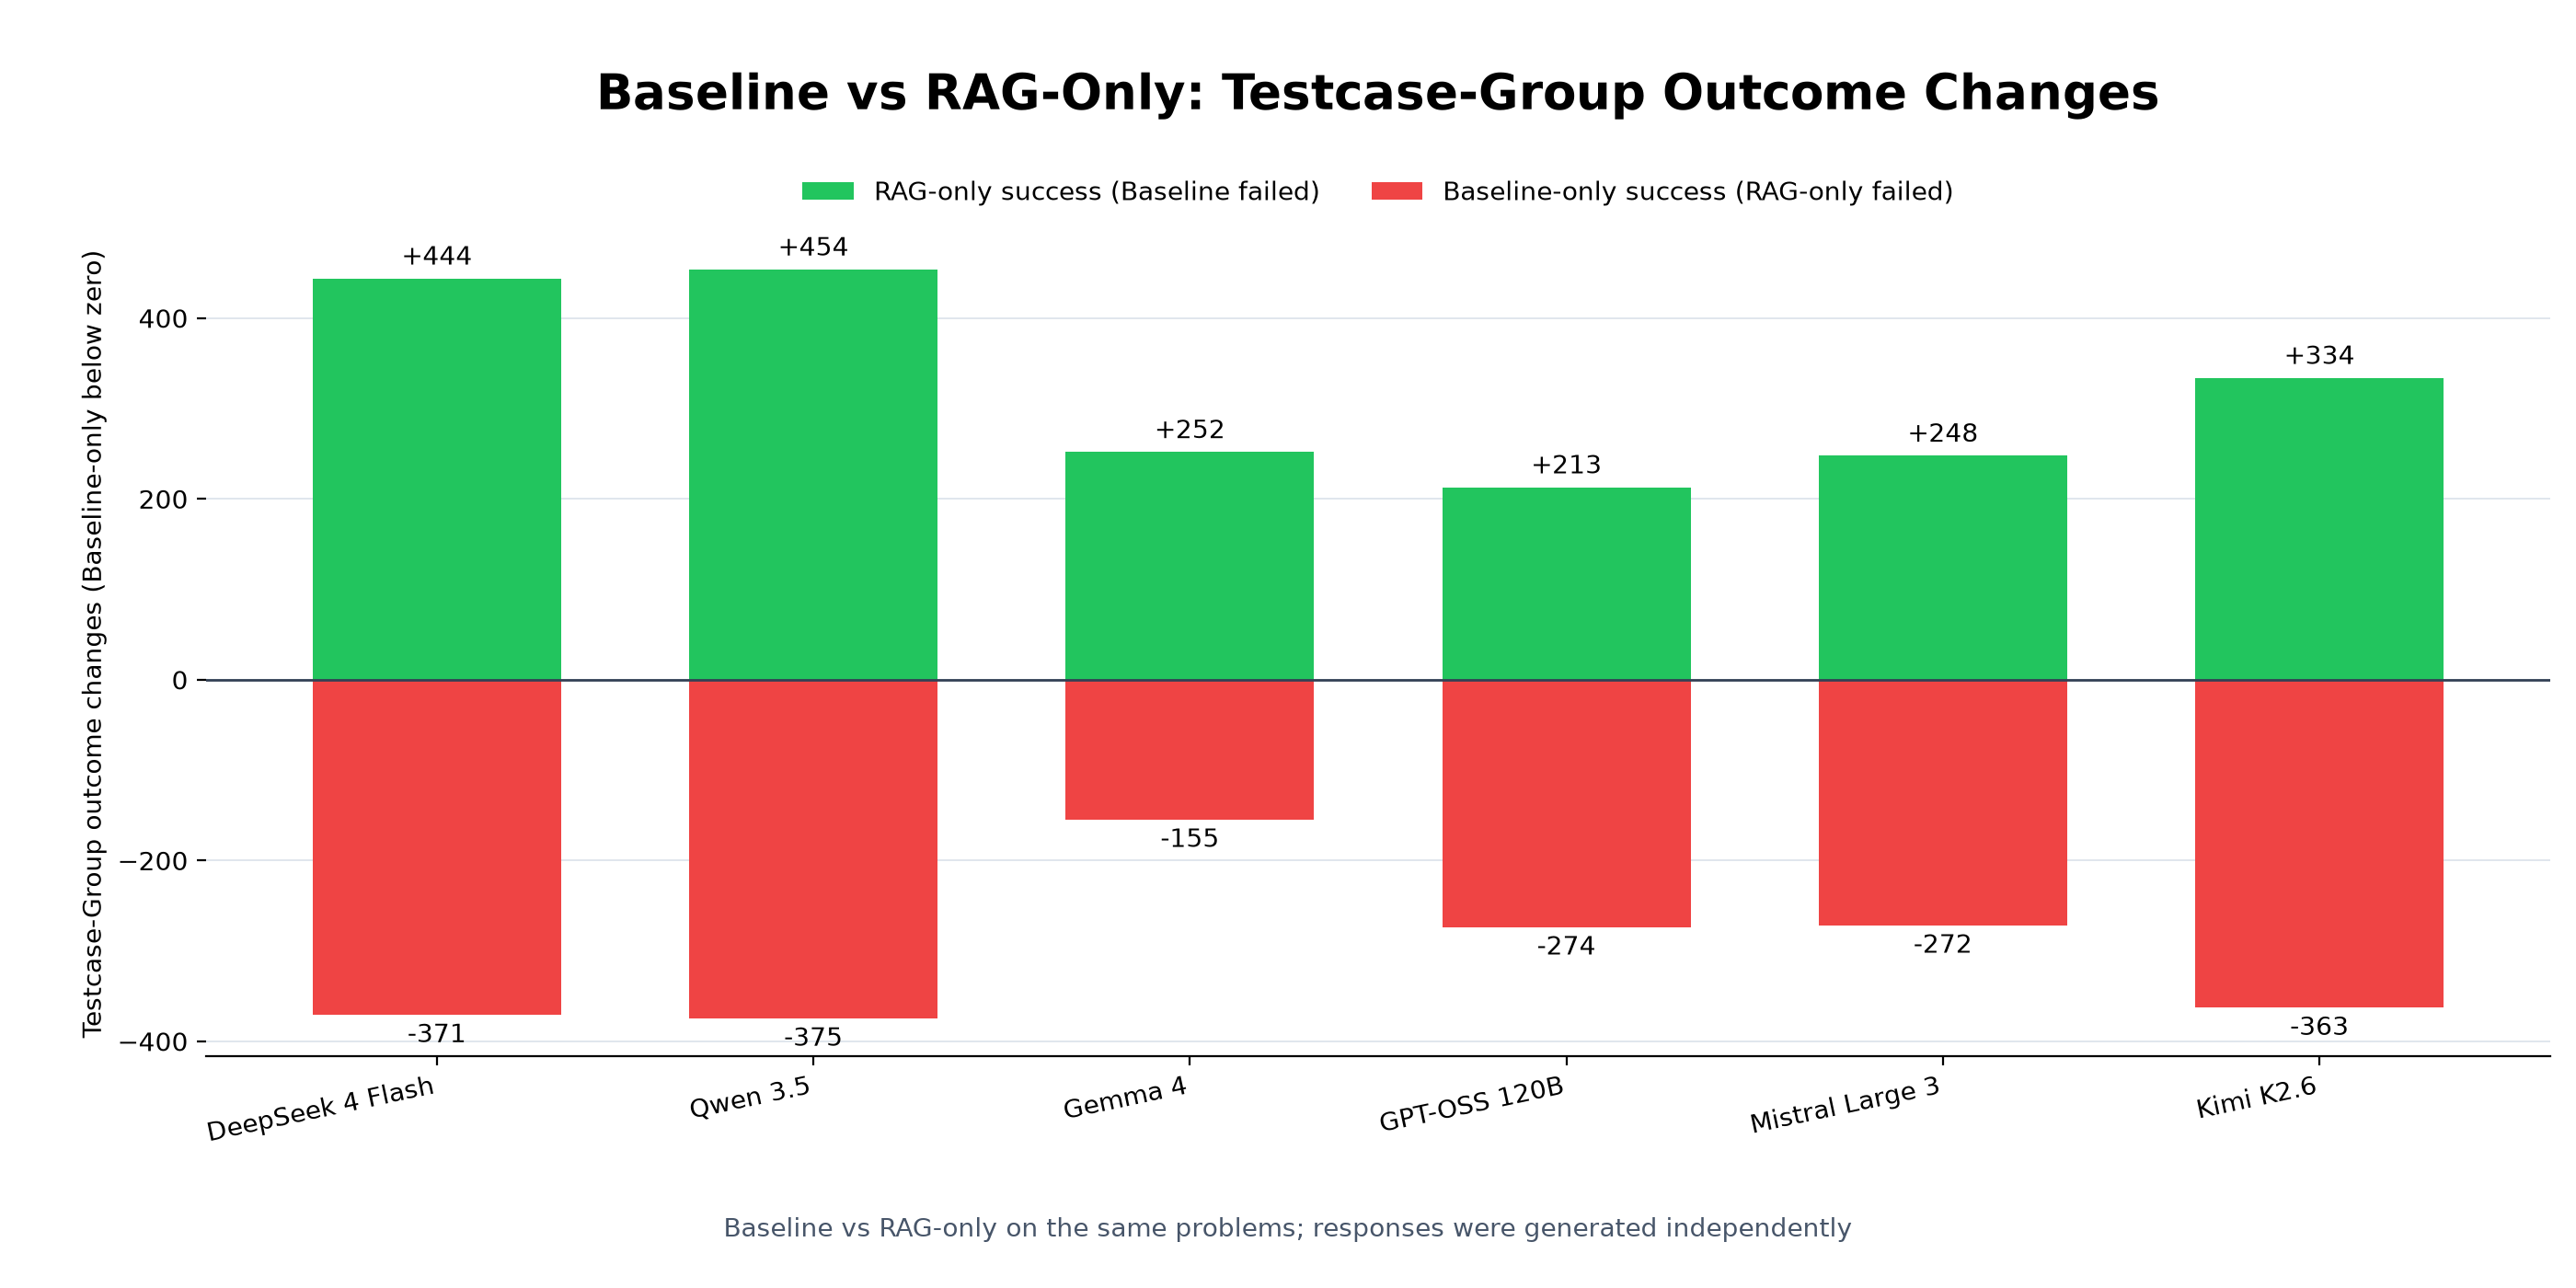 Baseline vs RAG-Only: Testcase-Group Outcome Changes
RAG-only success (Baseline failed)
Baseline-only success (RAG-only failed)
Testcase-Group outcome changes (Baseline-only below zero)
400
200
0
−200
−400
+444
+454
+252
+213
+248
+334
-371
-375
-155
-274
-272
-363
DeepSeek 4 Flash
Qwen 3.5
Gemma 4
GPT-OSS 120B
Mistral Large 3
Kimi K2.6
Baseline vs RAG-only on the same problems; responses were generated independently